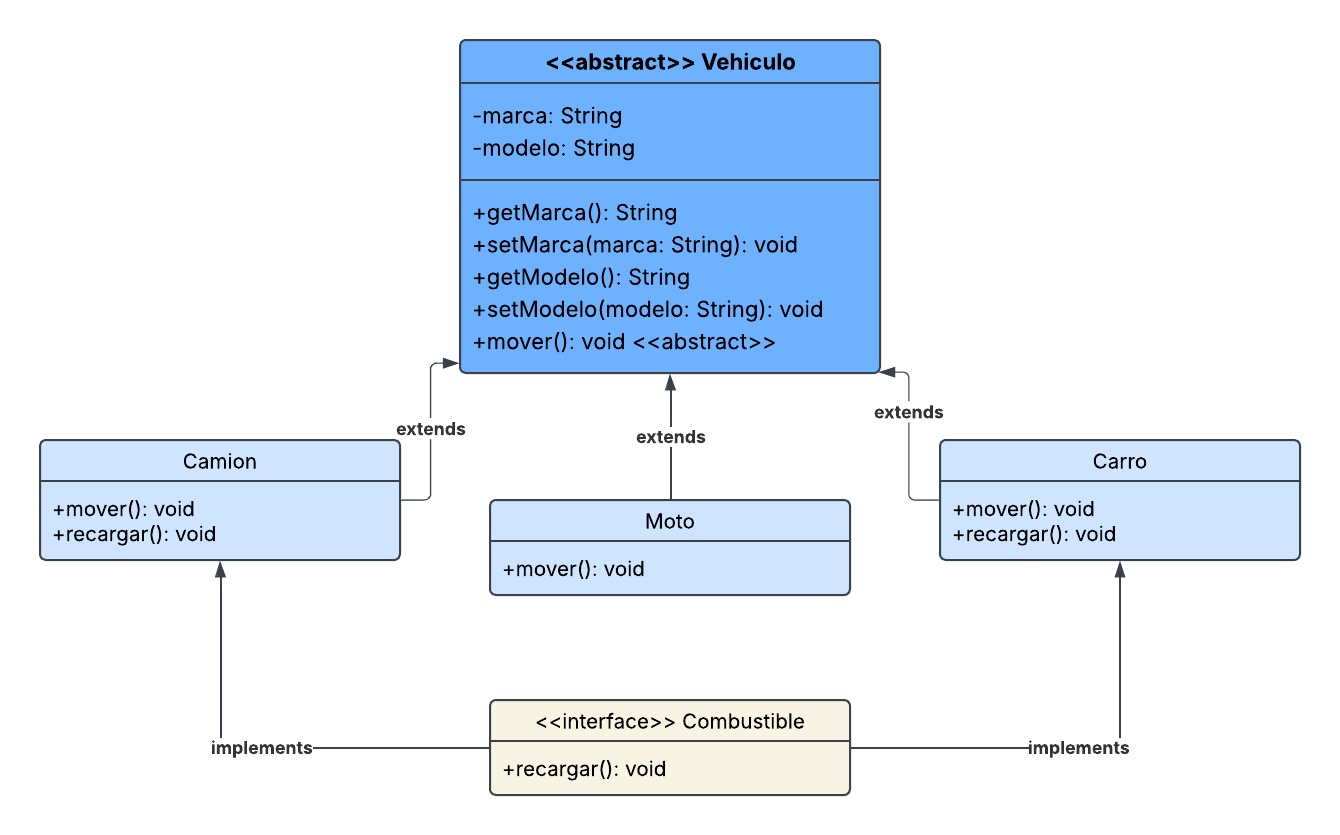 <<abstract>> Vehiculo
-marca: String
-modelo: String
+getMarca(): String
+setMarca(marca: String): void
+getModelo(): String
+setModelo(modelo: String): void
+mover(): void <<abstract>>
extends
extends
extends
Camion
+mover(): void
+recargar(): void
Moto
+mover(): void
Carro
+mover(): void
+recargar(): void
<<interface>> Combustible
+recargar(): void
implements
implements